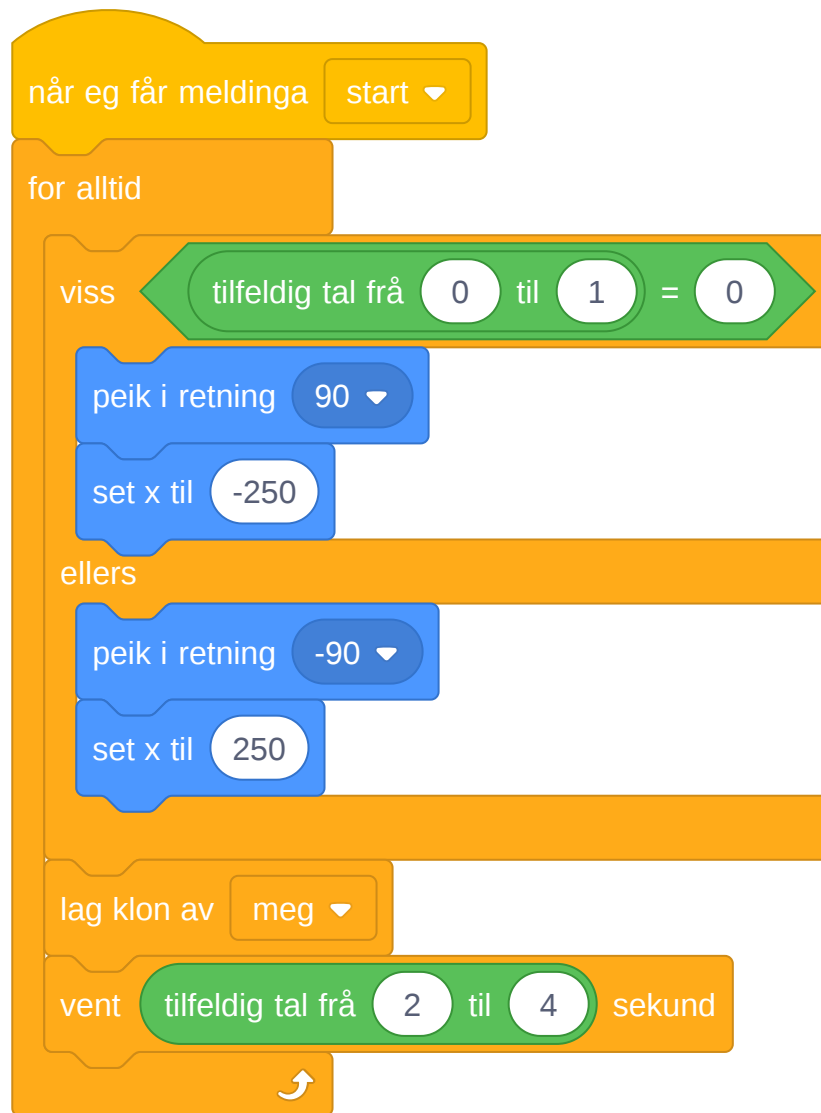 når eg får meldinga start
for alltid
viss tilfeldig tal frå 0 til 1 = 0
peik i retning 90
set x til -250
ellers
peik i retning -90
set x til 250
lag klon av meg
vent tilfeldig tal frå 2 til 4 sekund